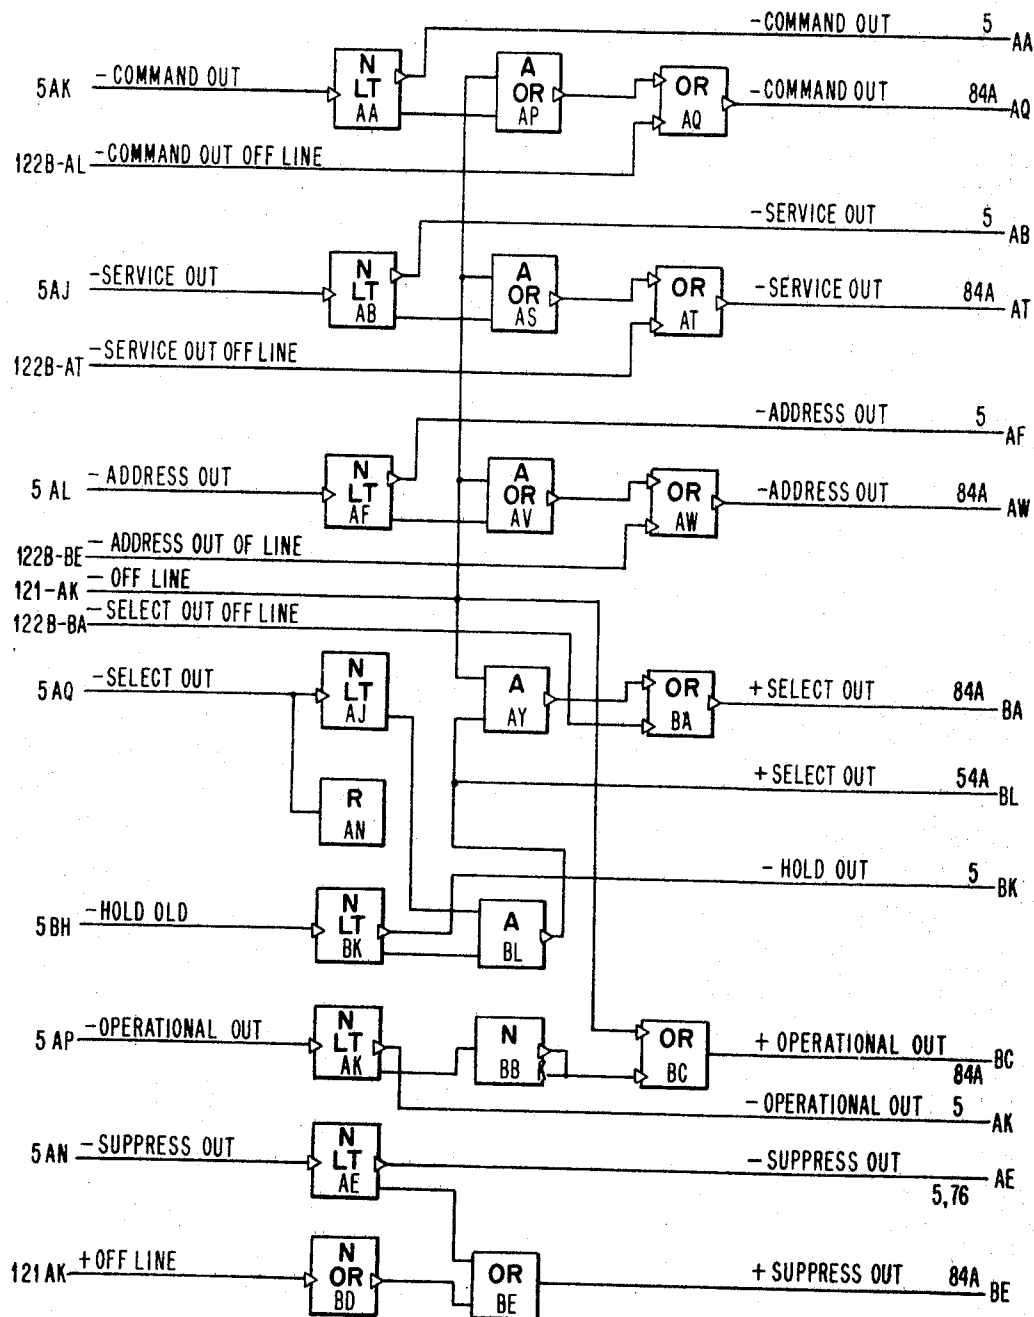 -COMMAND OUT 5 AA
5AK -COMMAND OUT N LT AA A OR AP OR AQ -COMMAND OUT 84A AQ
122B-AL -COMMAND OUT OFF LINE
-SERVICE OUT 5 AB
5AJ -SERVICE OUT N LT AB A OR AS OR AT -SERVICE OUT 84A AT
122B-AT -SERVICE OUT OFF LINE
-ADDRESS OUT 5 AF
5 AL -ADDRESS OUT N LT AF A OR AV OR AW -ADDRESS OUT 84A AW
122B-BE - ADDRESS OUT OF LINE
121-AK - OFF LINE
122B-BA -SELECT OUT OFF LINE
5AQ -SELECT OUT N LT AJ A AY OR BA +SELECT OUT 84A BA
+SELECT OUT 54A BL
R AN
-HOLD OUT 5 BK
5BH -HOLD OLD N LT BK A BL
5 AP -OPERATIONAL OUT N LT AK N BB OR BC + OPERATIONAL OUT 84A BC
-OPERATIONAL OUT 5 AK
5AN -SUPPRESS OUT N LT AE -SUPPRESS OUT 5,76 AE
121AK +OFF LINE N OR BD OR BE +SUPPRESS OUT 84A BE